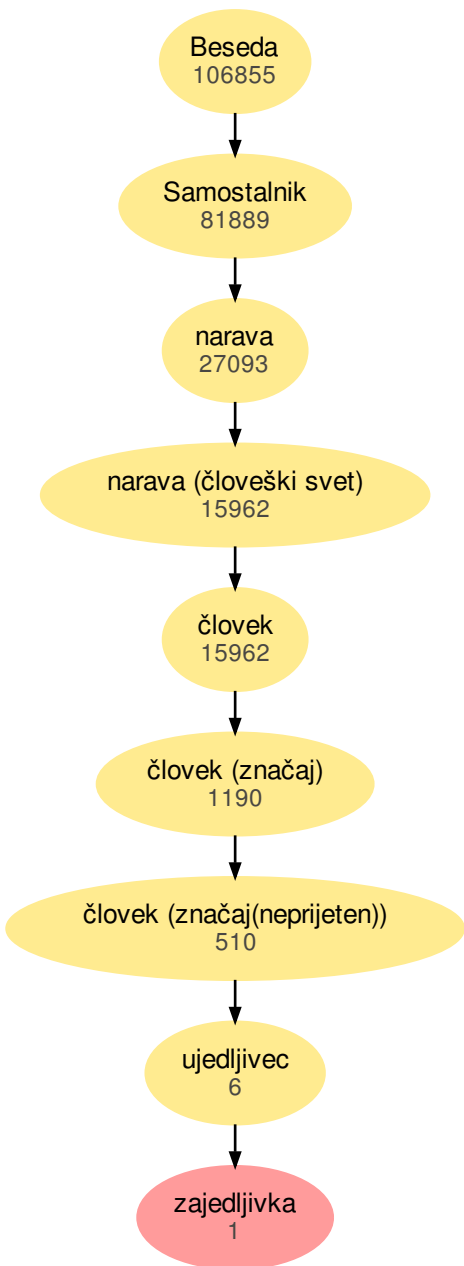 Beseda
106855
Samostalnik
81889
narava
27093
narava (človeški svet)
15962
človek
15962
človek (značaj)
1190
človek (značaj(neprijeten))
510
ujedljivec
6
zajedljivka
1